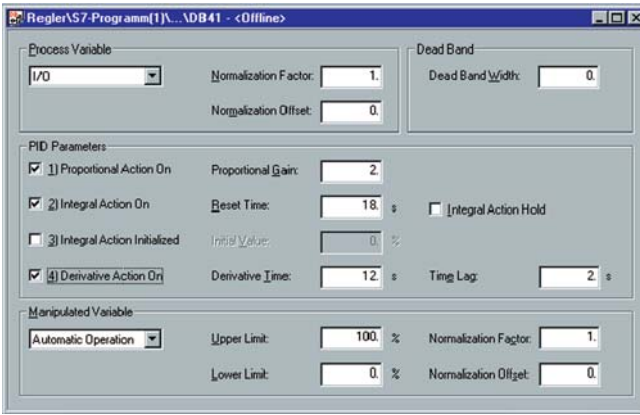 Regler\S7-Programm(1)\...\DB41 - <Offline>
Process Variable
I/O
Normalization Factor: 1.
Normalization Offset: 0.
Dead Band
Dead Band Width: 0.
PID Parameters
1) Proportional Action On Proportional Gain: 2.
2) Integral Action On Reset Time: 18. s Integral Action Hold
3) Integral Action Initialized Initial Value: 0. %
4) Derivative Action On Derivative Time: 12. s Time Lag: 2. s
Manipulated Variable
Automatic Operation Upper Limit: 100. % Normalization Factor: 1.
Lower Limit: 0. % Normalization Offset: 0.